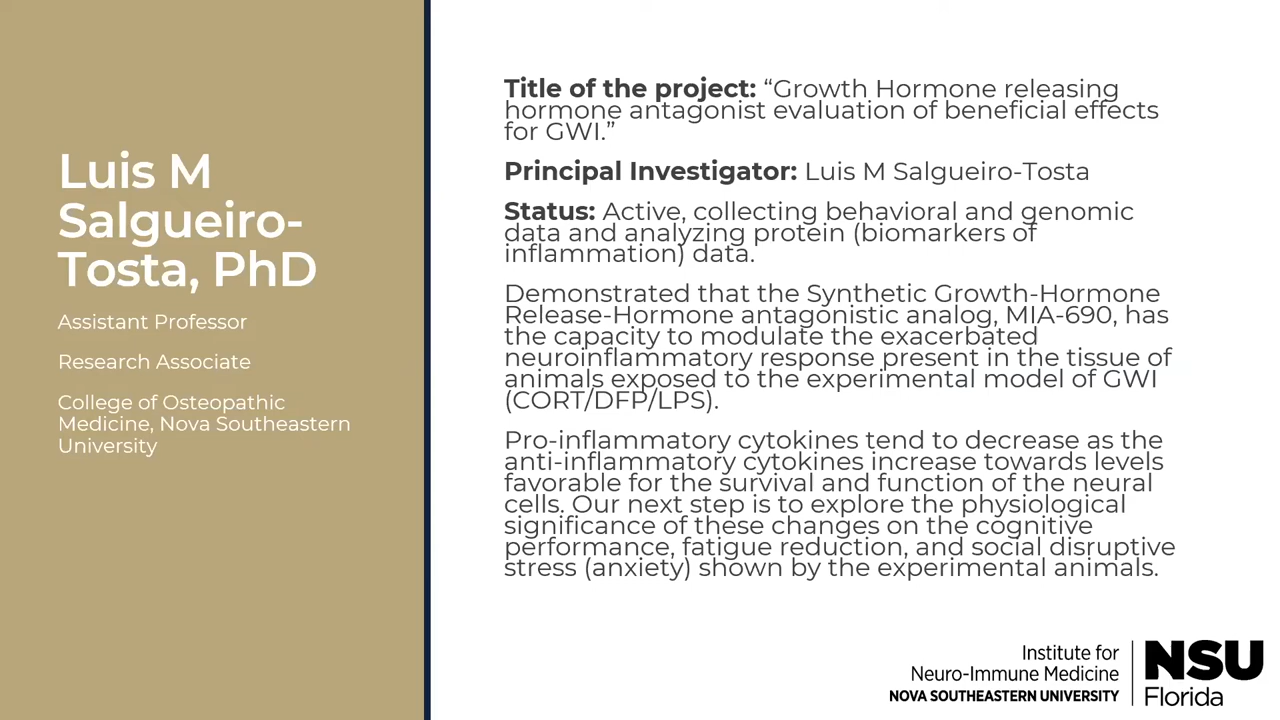 Luis M
Salgueiro-
Tosta, PhD
Assistant Professor
Research Associate
College of Osteopathic
Medicine, Nova Southeastern
University
Title of the project: “Growth Hormone releasing
hormone antagonist evaluation of beneficial effects
for GWI.”
Principal Investigator: Luis M Salgueiro-Tosta
Status: Active, collecting behavioral and genomic
data and analyzing protein (biomarkers of
inflammation) data.
Demonstrated that the Synthetic Growth-Hormone
Release-Hormone antagonistic analog, MIA-690, has
the capacity to modulate the exacerbated
neuroinflammatory response present in the tissue of
animals exposed to the experimental model of GWI
(CORT/DFP/LPS).
Pro-inflammatory cytokines tend to decrease as the
anti-inflammatory cytokines increase towards levels
favorable for the survival and function of the neural
cells. Our next step is to explore the physiological
significance of these changes on the cognitive
performance, fatigue reduction, and social disruptive
stress (anxiety) shown by the experimental animals.
Institute for
Neuro-Immune Medicine
NOVA SOUTHEASTERN UNIVERSITY
NSU
Florida